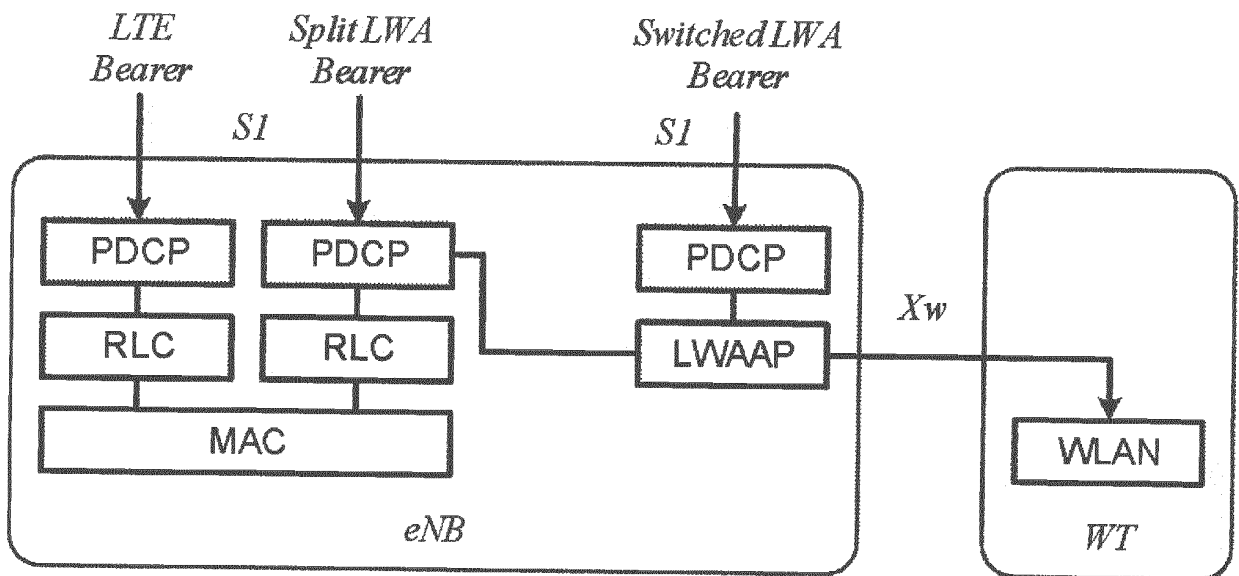 LTE
Bearer
Split LWA
Bearer
Switched LWA
Bearer
S1
S1
PDCP
PDCP
PDCP
RLC
RLC
LWAAP
Xw
MAC
WLAN
eNB
WT